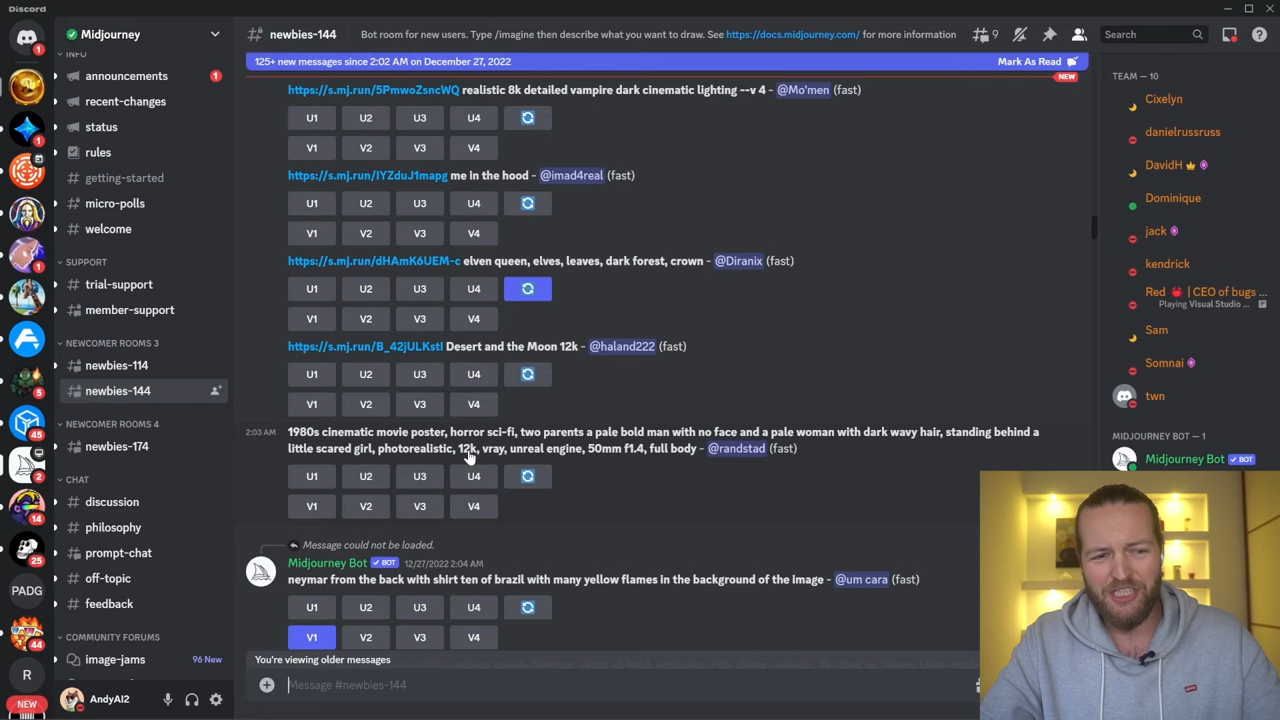 Discord
Midjourney
newbies-144
Bot room for new users. Type /imagine then describe what you want to draw. See https://docs.midjourney.com/ for more information
9
Search
125+ new messages since 2:02 AM on December 27, 2022
Mark As Read
NEW
INFO
announcements
1
recent-changes
status
rules
getting-started
micro-polls
welcome
SUPPORT
trial-support
member-support
NEWCOMER ROOMS 3
newbies-114
newbies-144
NEWCOMER ROOMS 4
newbies-174
CHAT
discussion
philosophy
prompt-chat
off-topic
feedback
COMMUNITY FORUMS
image-jams
96 New
AndyAI2
1
1
1
5
45
2
14
25
PADG
44
R
NEW
https://s.mj.run/5PmwoZsncWQ realistic 8k detailed vampire dark cinematic lighting --v 4 - @Mo'men (fast)
U1 U2 U3 U4
V1 V2 V3 V4
https://s.mj.run/IYZduJ1mapg me in the hood - @imad4real (fast)
U1 U2 U3 U4
V1 V2 V3 V4
https://s.mj.run/dHAmK6UEM-c elven queen, elves, leaves, dark forest, crown - @Diranix (fast)
U1 U2 U3 U4
V1 V2 V3 V4
https://s.mj.run/B_42jULKstI Desert and the Moon 12k - @haland222 (fast)
U1 U2 U3 U4
V1 V2 V3 V4
2:03 AM
1980s cinematic movie poster, horror sci-fi, two parents a pale bold man with no face and a pale woman with dark wavy hair, standing behind a
little scared girl, photorealistic, 12k, vray, unreal engine, 50mm f1.4, full body - @randstad (fast)
U1 U2 U3 U4
V1 V2 V3 V4
Message could not be loaded.
Midjourney Bot BOT 12/27/2022 2:04 AM
neymar from the back with shirt ten of brazil with many yellow flames in the background of the image - @um cara (fast)
U1 U2 U3 U4
V1 V2 V3 V4
You're viewing older messages
Message #newbies-144
TEAM — 10
Cixelyn
danielrussruss
DavidH
Dominique
jack
kendrick
Red | CEO of bugs ...
Playing Visual Studio ...
Sam
Somnai
twn
MIDJOURNEY BOT — 1
Midjourney Bot BOT